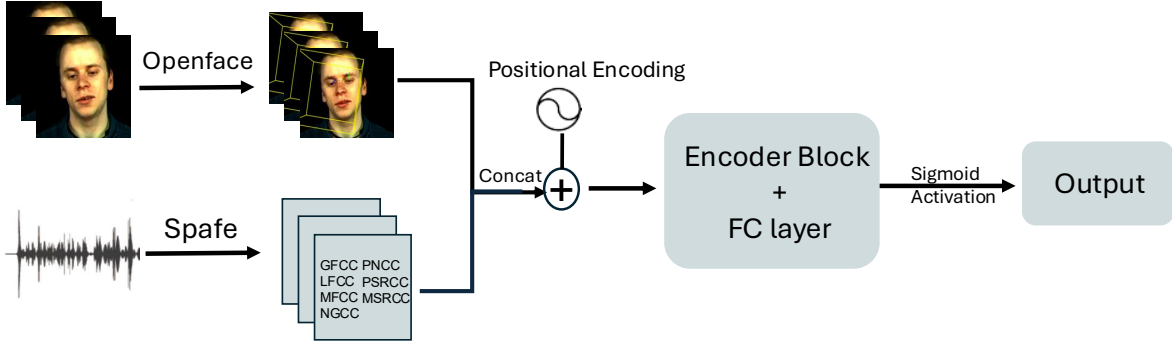 Openface
Positional Encoding
Concat
Encoder Block
+
FC layer
Sigmoid
Activation
Output
Spafe
GFCC PNCC
LFCC PSRCC
MFCC MSRCC
NGCC